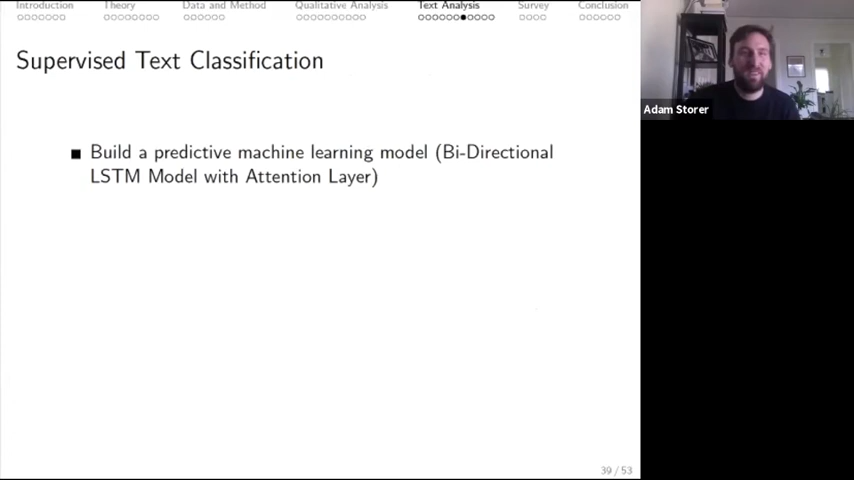 Introduction Theory Data and Method Qualitative Analysis Text Analysis Survey Conclusion
Supervised Text Classification
Build a predictive machine learning model (Bi-Directional
LSTM Model with Attention Layer)
39 / 53
Adam Storer